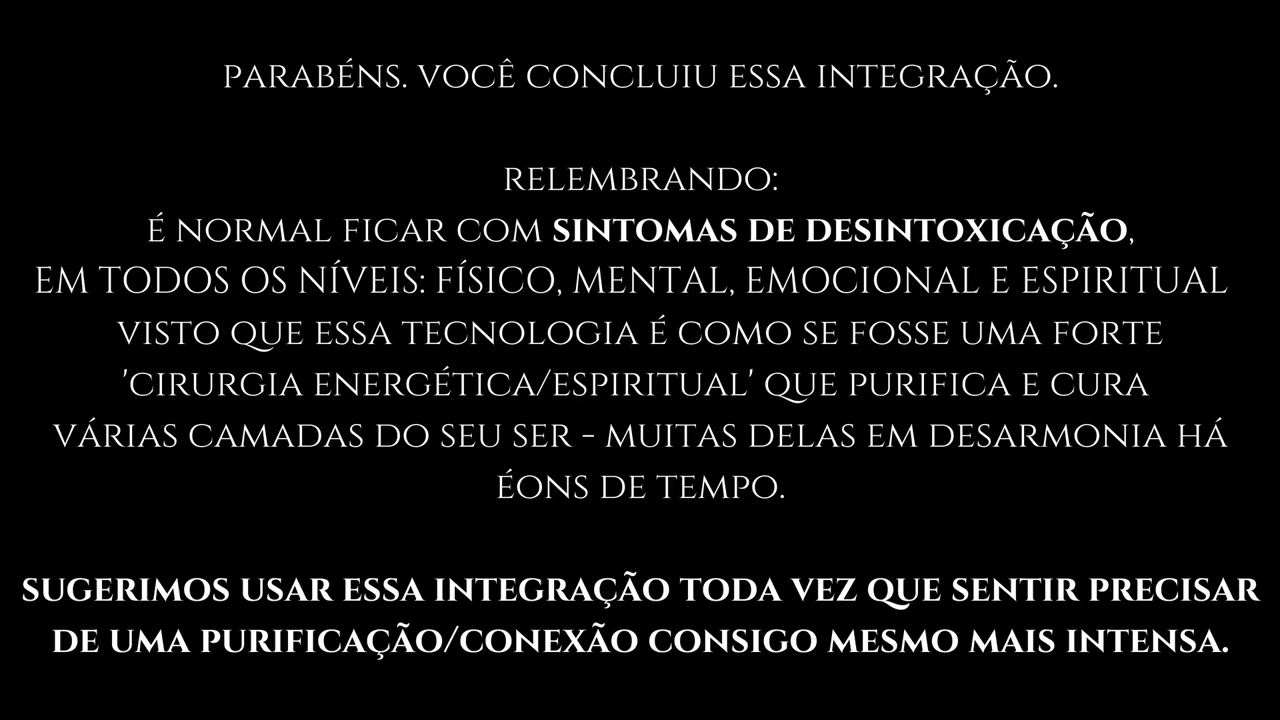 PARABÉNS. VOCÊ CONCLUIU ESSA INTEGRAÇÃO.
RELEMBRANDO:
É NORMAL FICAR COM SINTOMAS DE DESINTOXICAÇÃO,
EM TODOS OS NÍVEIS: FÍSICO, MENTAL, EMOCIONAL E ESPIRITUAL
VISTO QUE ESSA TECNOLOGIA É COMO SE FOSSE UMA FORTE
'CIRURGIA ENERGÉTICA/ESPIRITUAL' QUE PURIFICA E CURA
VÁRIAS CAMADAS DO SEU SER - MUITAS DELAS EM DESARMONIA HÁ
ÉONS DE TEMPO.
SUGERIMOS USAR ESSA INTEGRAÇÃO TODA VEZ QUE SENTIR PRECISAR
DE UMA PURIFICAÇÃO/CONEXÃO CONSIGO MESMO MAIS INTENSA.